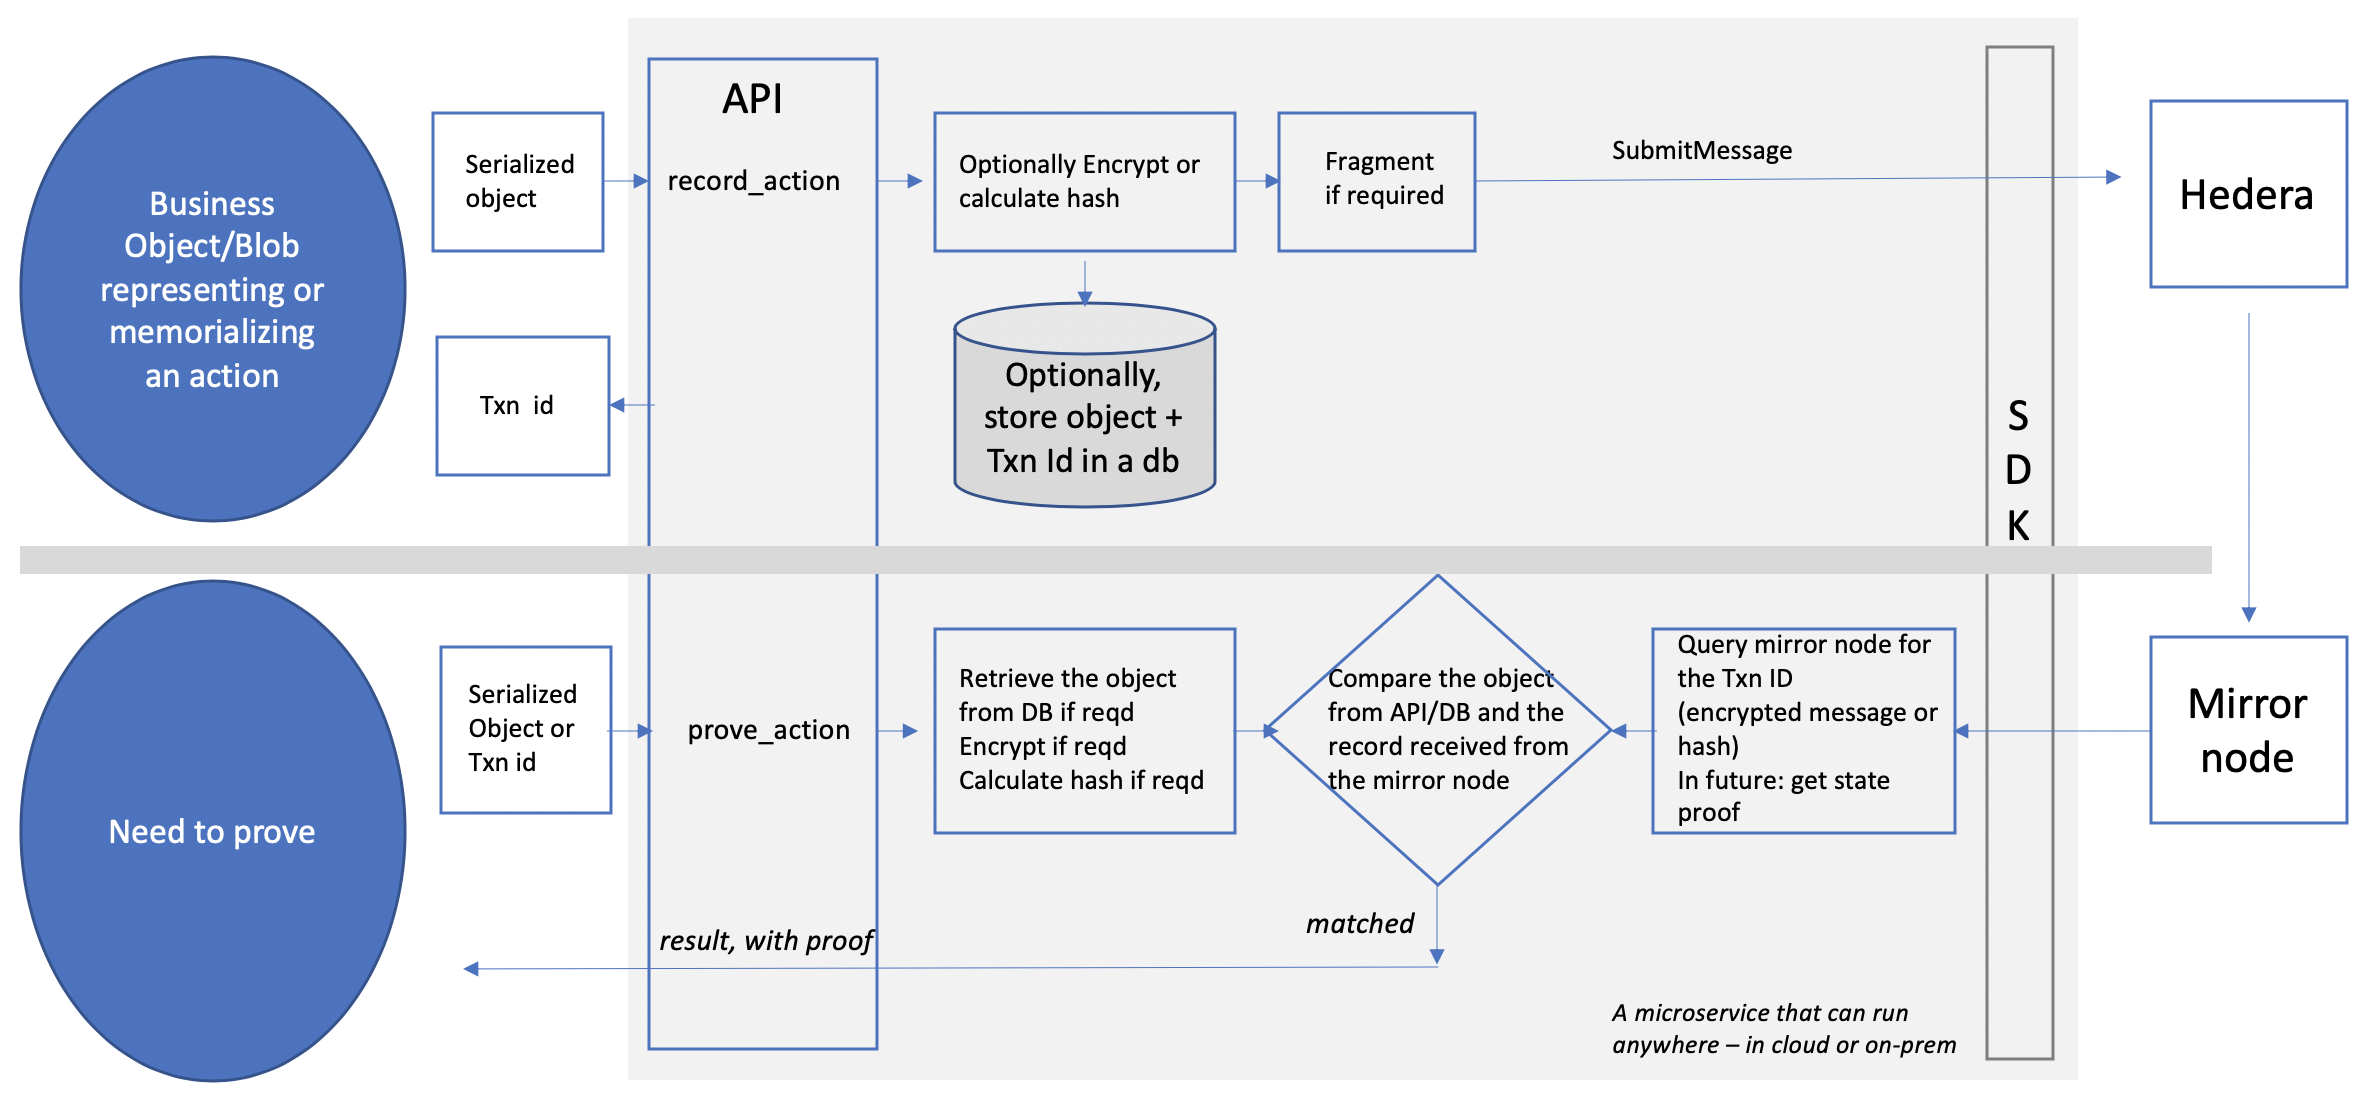 Business
Object/Blob
representing or
memorializing
an action
Serialized
object
Txn  id
API
record_action
Optionally Encrypt or
calculate hash
Fragment
if required
SubmitMessage
Hedera
Optionally,
store object +
Txn Id in a db
S
D
K
Need to prove
Serialized
Object or
Txn id
prove_action
Retrieve the object
from DB if reqd
Encrypt if reqd
Calculate hash if reqd
Compare the object
from API/DB and the
record received from
the mirror node
Query mirror node for
the Txn ID
(encrypted message or
hash)
In future: get state
proof
Mirror
node
matched
result, with proof
A microservice that can run
anywhere – in cloud or on-prem